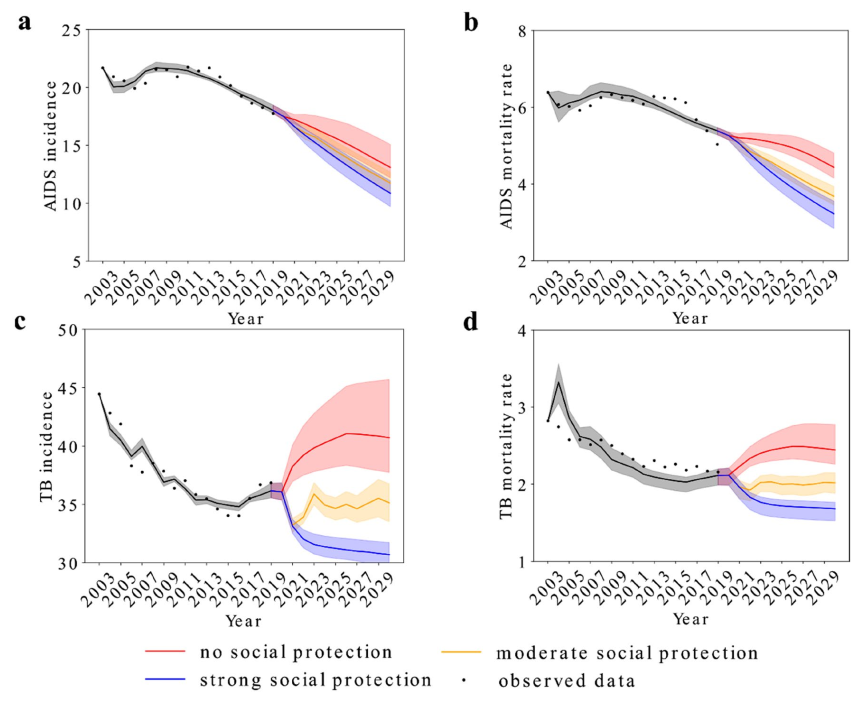 a
25
20
15
10
5
AIDS incidence
2003 2005 2007 2009 2011 2013 2015 2017 2019 2021 2023 2025 2027 2029
Year
b
8
6
4
2
AIDS mortality rate
2003 2005 2007 2009 2011 2013 2015 2017 2019 2021 2023 2025 2027 2029
Year
c
50
45
40
35
30
TB incidence
2003 2005 2007 2009 2011 2013 2015 2017 2019 2021 2023 2025 2027 2029
Year
d
4
3
2
1
TB mortality rate
2003 2005 2007 2009 2011 2013 2015 2017 2019 2021 2023 2025 2027 2029
Year
no social protection
moderate social protection
strong social protection
observed data